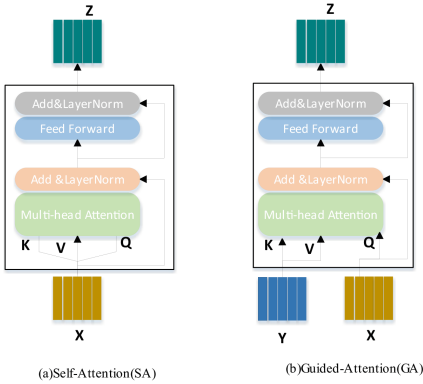 Z
Add&LayerNorm
Feed Forward
Add &LayerNorm
Multi-head Attention
K
V
Q
X
(a)Self-Attention(SA)
Z
Add&LayerNorm
Feed Forward
Add &LayerNorm
Multi-head Attention
K
V
Q
Y
X
(b)Guided-Attention(GA)